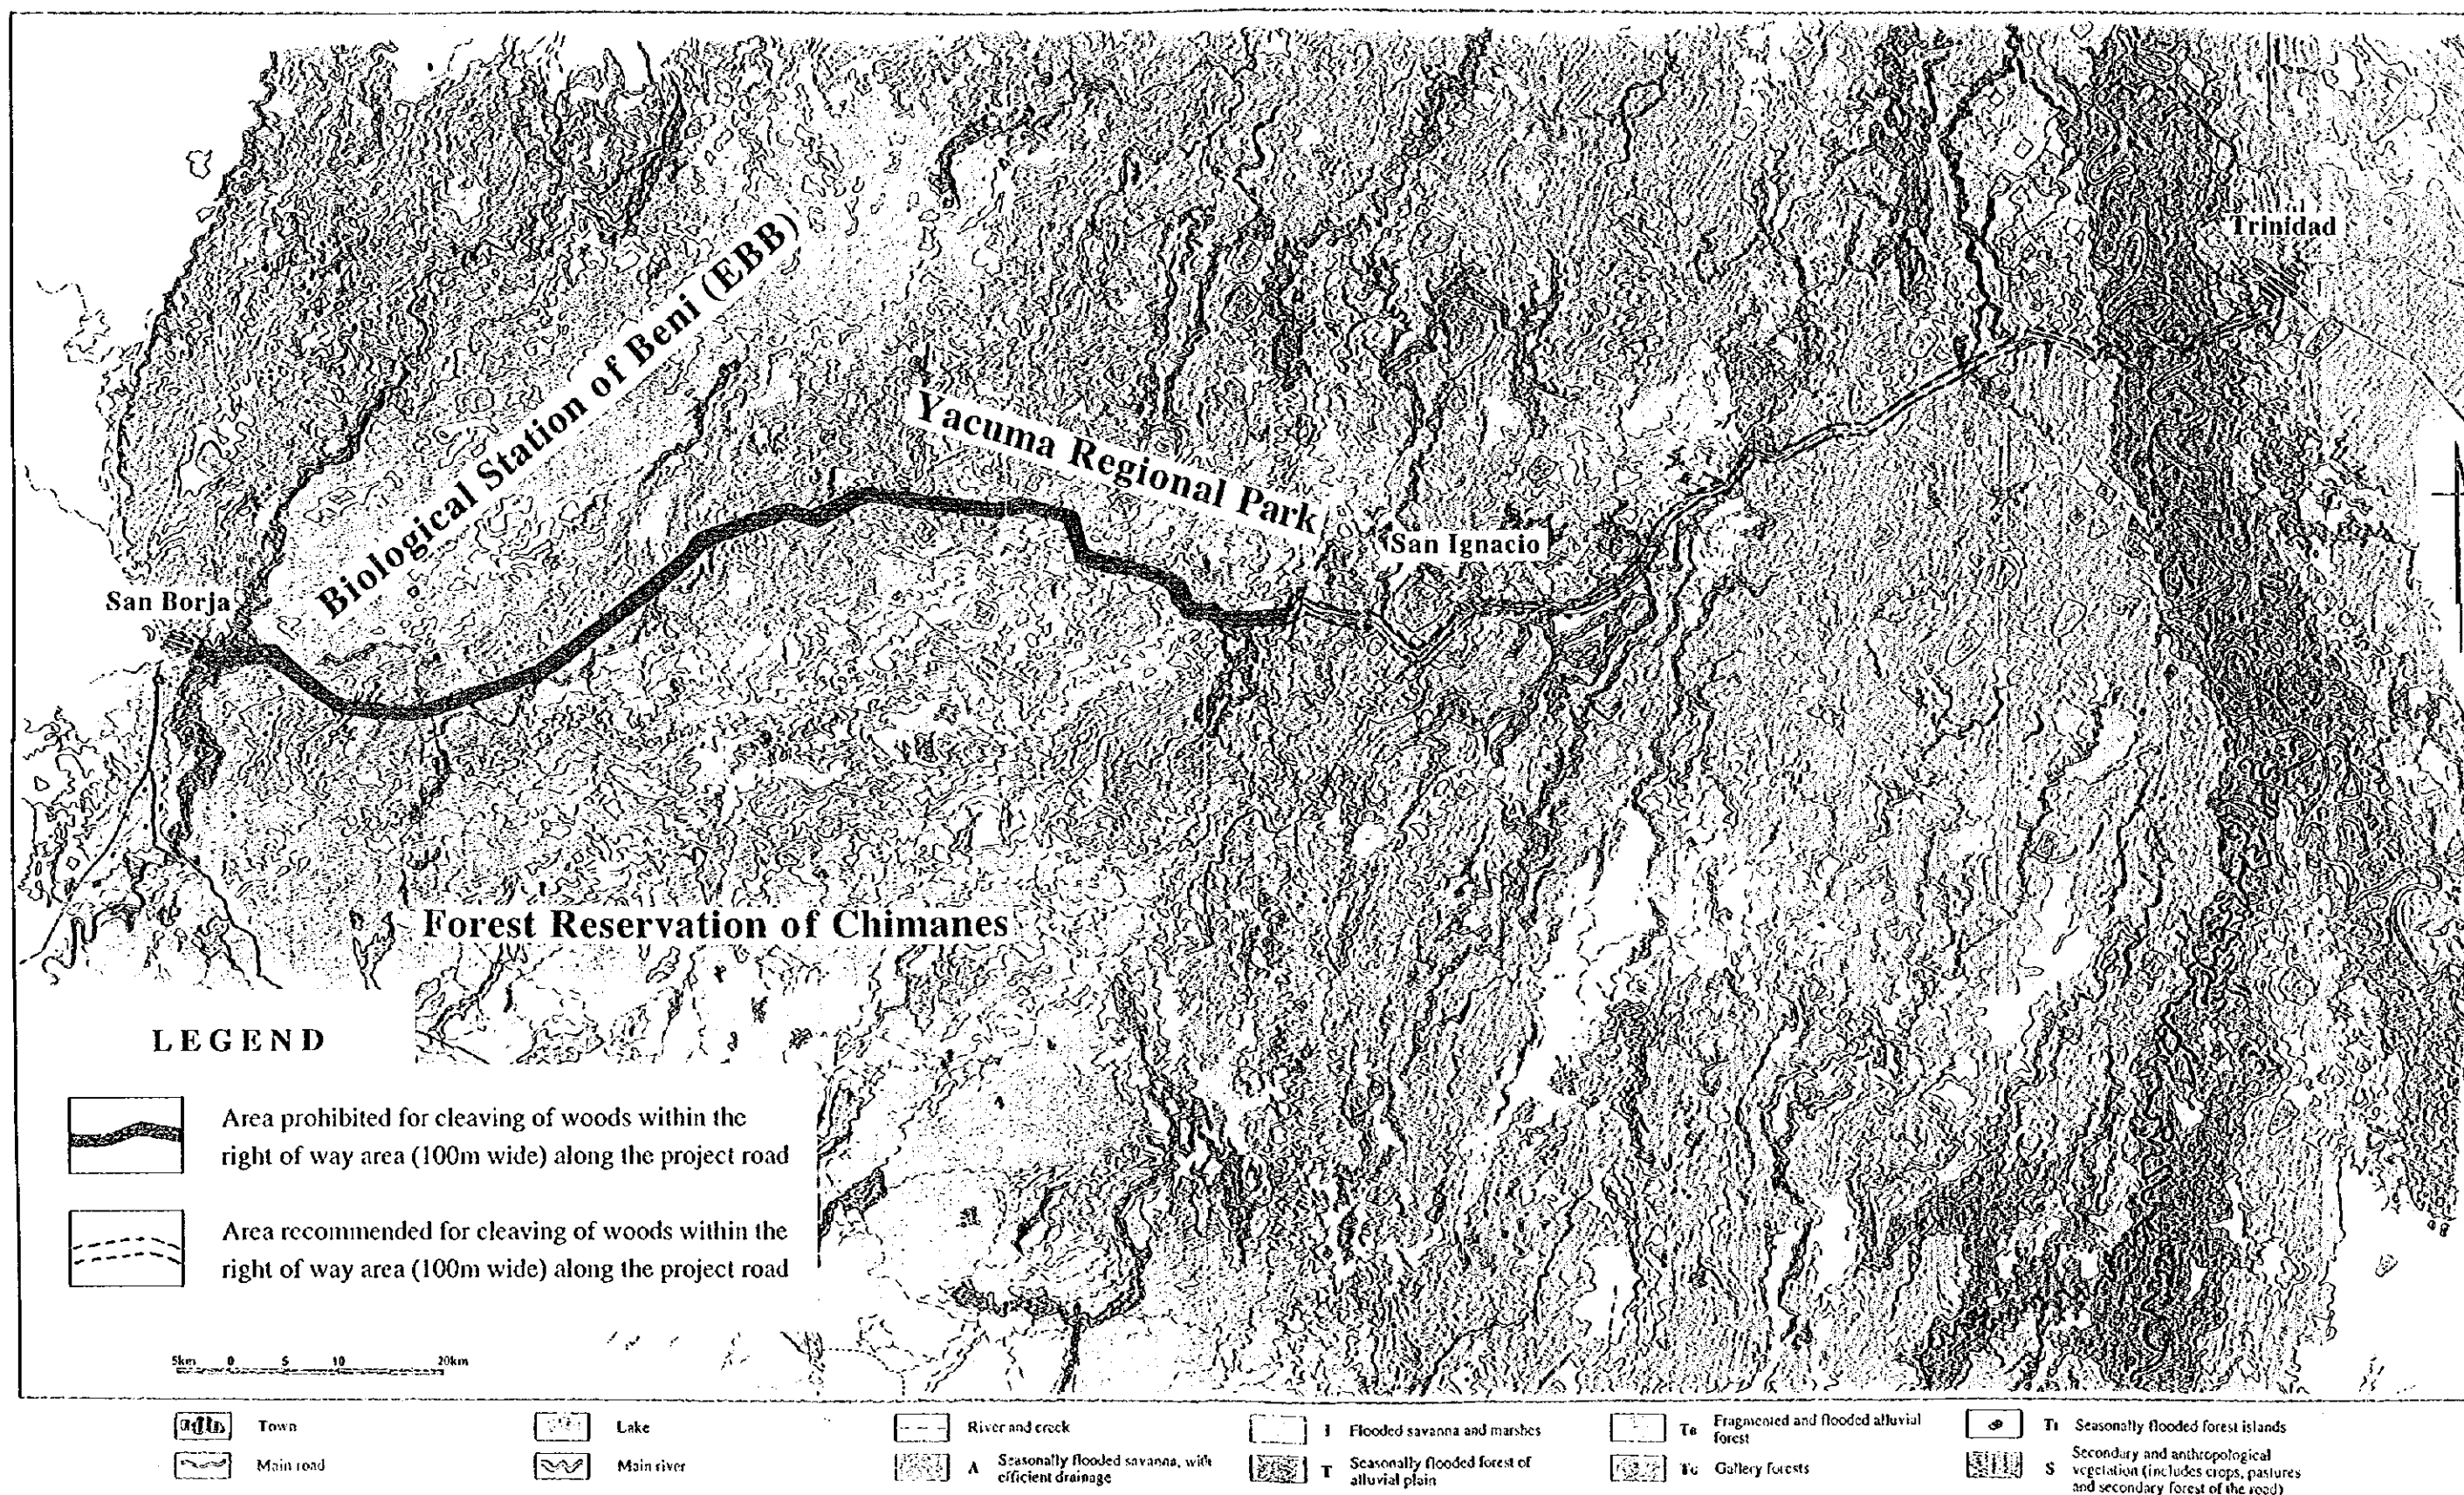 Trinidad
Biological Station of Beni (EBB)
Yacuma Regional Park
San Ignacio
San Borja
Forest Reservation of Chimanes
LEGEND
Area prohibited for cleaving of woods within the
right of way area (100m wide) along the project road
Area recommended for cleaving of woods within the
right of way area (100m wide) along the project road
5km 0 5 10 20km
Town
Lake
River and creek
I Flooded savanna and marshes
Fragmented and flooded alluvial
forest
Seasonally flooded forest islands
Main road
Main river
A Seasonally flooded savanna, with
efficient drainage
T Seasonally flooded forest of
alluvial plain
Gallery forests
S Secondary and anthropological
vegetation (includes crops, pastures
and secondary forest of the road)